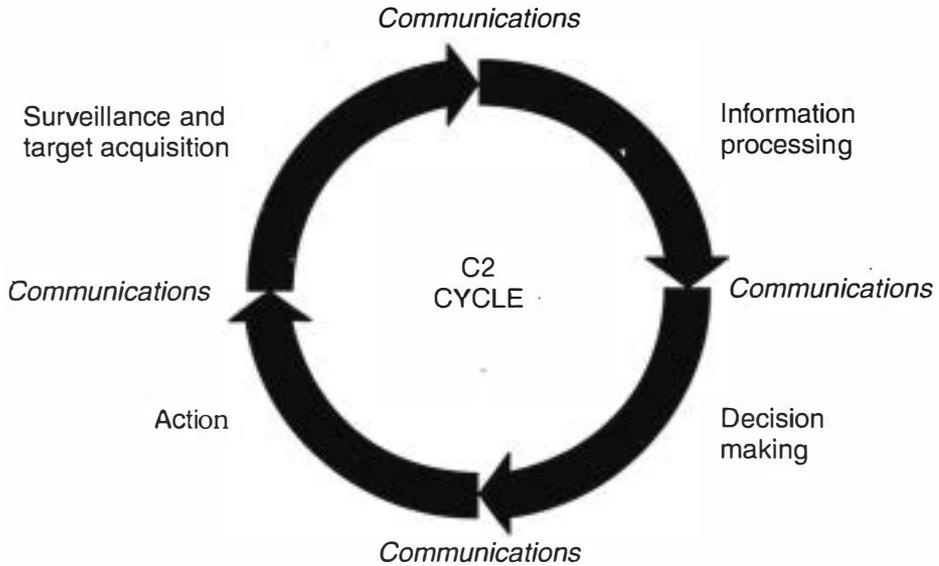 Communications
Surveillance and
target acquisition
Information
processing
Communications
C2
CYCLE
Communications
Action
Decision
making
Communications